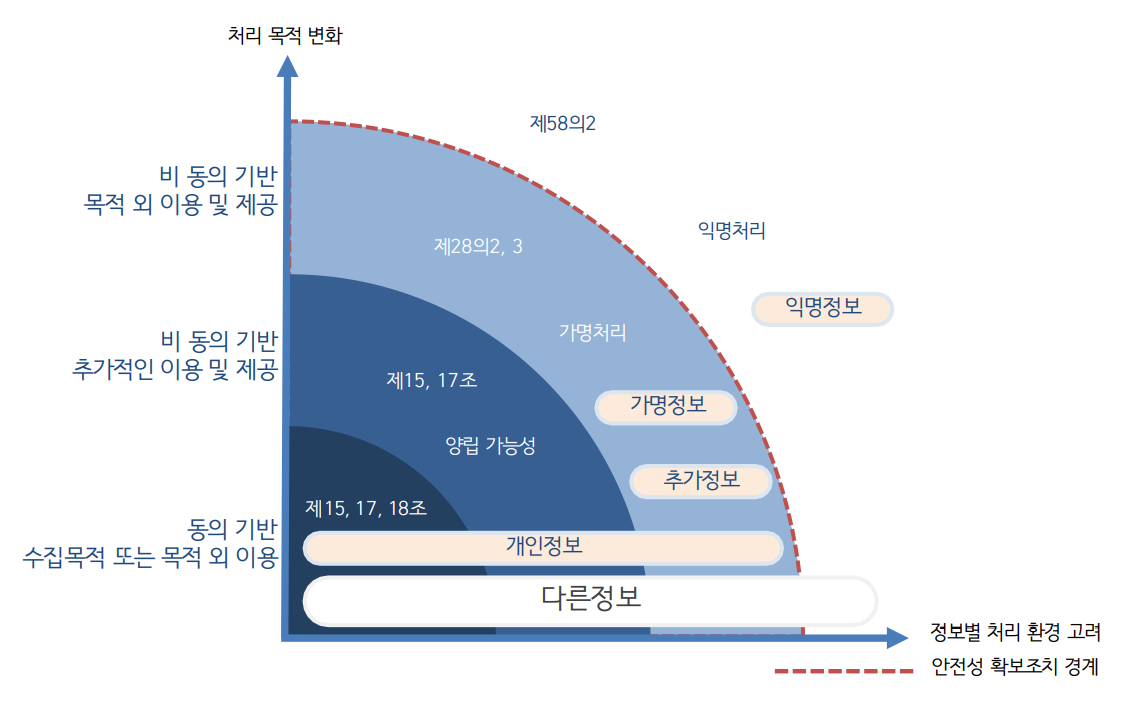 처리 목적 변화
제58의2
비 동의 기반
목적 외 이용 및 제공
익명처리
제28의2, 3
익명정보
가명처리
비 동의 기반
추가적인 이용 및 제공
제15, 17조
가명정보
양립 가능성
추가정보
제15, 17, 18조
동의 기반
수집목적 또는 목적 외 이용
개인정보
다른정보
정보별 처리 환경 고려
안전성 확보조치 경계